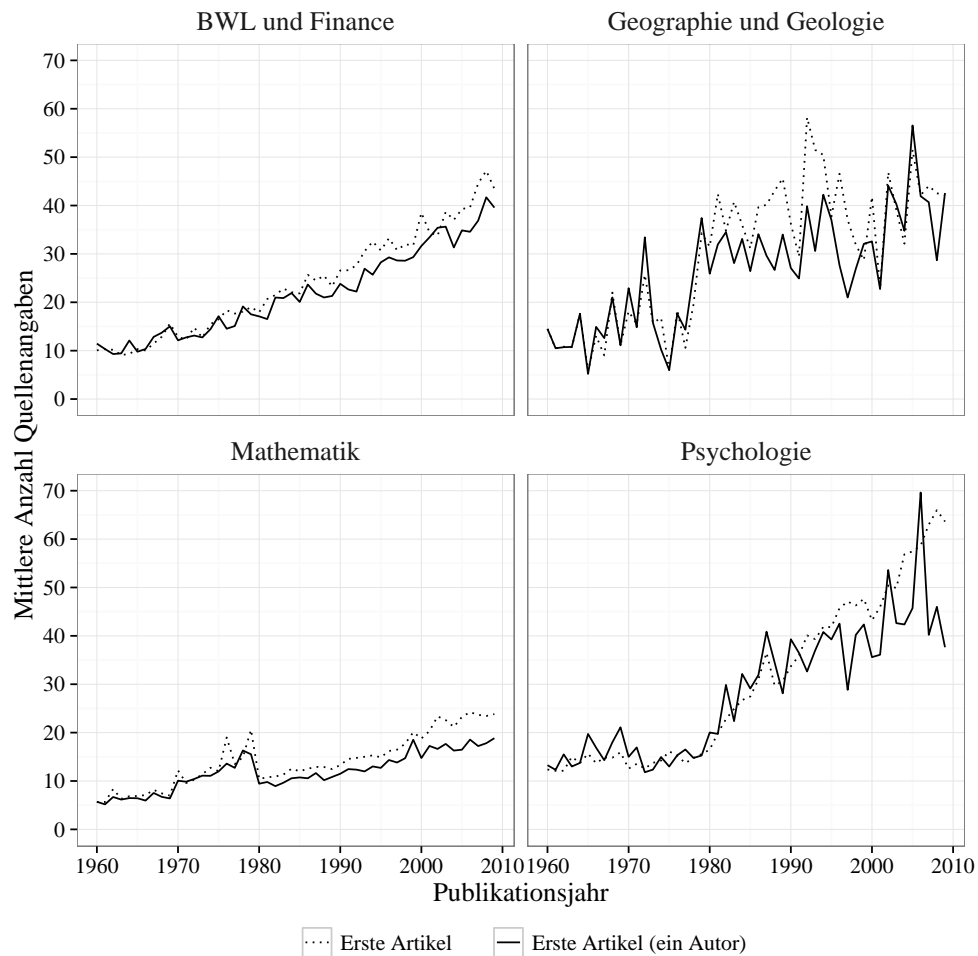 BWL und Finance
Geographie und Geologie
70
60
50
40
30
20
10
0
Mathematik
Psychologie
70
60
50
40
30
20
10
0
Mittlere Anzahl Quellenangaben
1960 1970 1980 1990 2000 2010
1960 1970 1980 1990 2000 2010
Publikationsjahr
Erste Artikel
Erste Artikel (ein Autor)